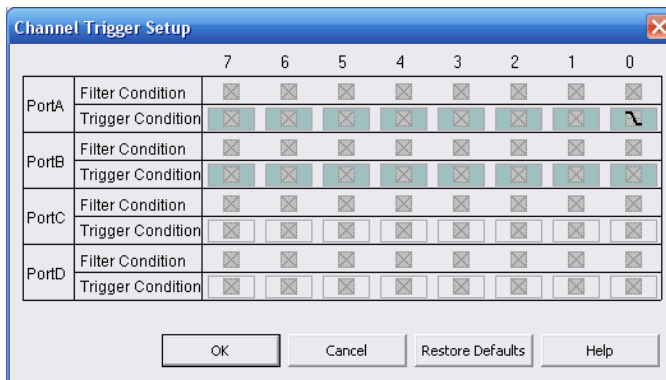 Channel Trigger Setup
7 6 5 4 3 2 1 0
PortA Filter Condition
Trigger Condition
PortB Filter Condition
Trigger Condition
PortC Filter Condition
Trigger Condition
PortD Filter Condition
Trigger Condition
OK Cancel Restore Defaults Help